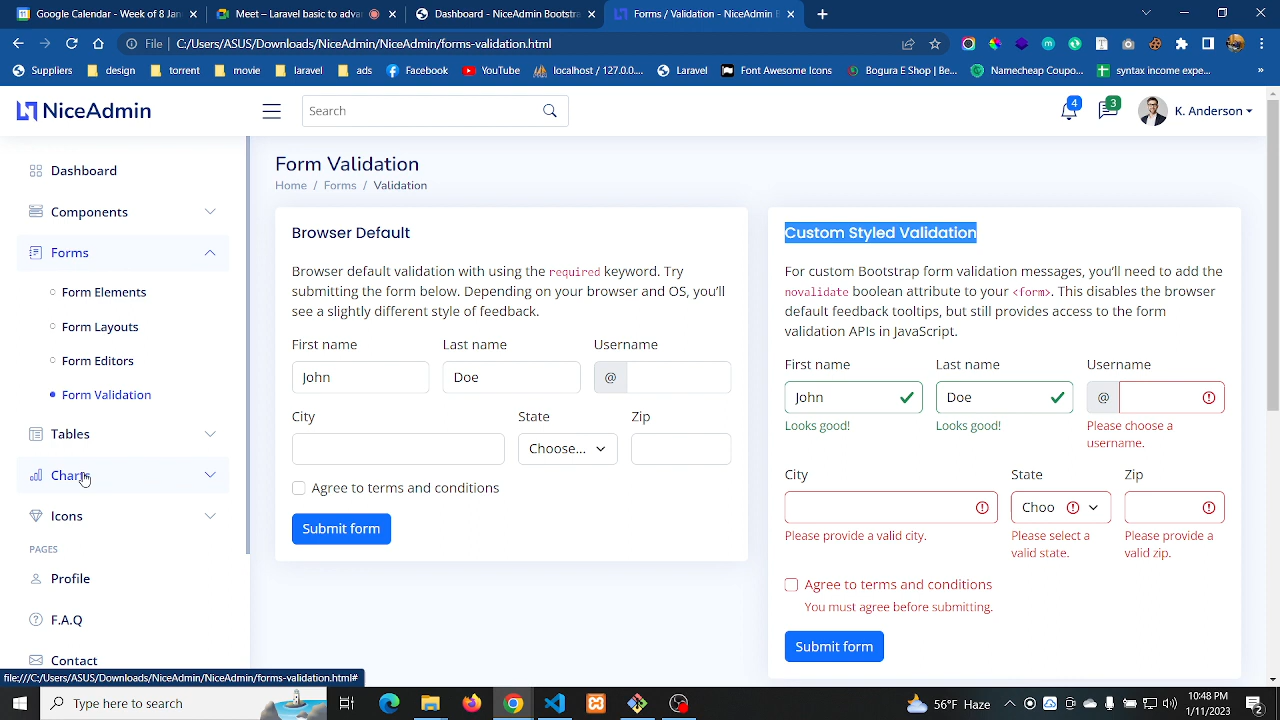 Google Calendar - Week of 8 Jan
Meet – Laravel basic to adva
Dashboard - NiceAdmin Bootstra
Forms / Validation - NiceAdmin B
File
C:/Users/ASUS/Downloads/NiceAdmin/NiceAdmin/forms-validation.html
Suppliers
design
torrent
movie
laravel
ads
Facebook
YouTube
localhost / 127.0.0...
Laravel
Font Awesome Icons
Bogura E Shop | Be...
Namecheap Coupo...
syntax income expe...
»
NiceAdmin
Search
4
3
K. Anderson
Dashboard
Components
Forms
Form Elements
Form Layouts
Form Editors
Form Validation
Tables
Charts
Icons
PAGES
Profile
F.A.Q
Contact
Form Validation
Home / Forms / Validation
Browser Default
Browser default validation with using the required keyword. Try
submitting the form below. Depending on your browser and OS, you'll
see a slightly different style of feedback.
First name
Last name
Username
John
Doe
@
City
State
Zip
Choose...
Agree to terms and conditions
Submit form
Custom Styled Validation
For custom Bootstrap form validation messages, you'll need to add the
novalidate boolean attribute to your <form>. This disables the browser
default feedback tooltips, but still provides access to the form
validation APIs in JavaScript.
First name
Last name
Username
John
Doe
@
Looks good!
Looks good!
Please choose a
username.
City
State
Zip
Choo
Please provide a valid city.
Please select a
valid state.
Please provide a
valid zip.
Agree to terms and conditions
You must agree before submitting.
Submit form
file:///C:/Users/ASUS/Downloads/NiceAdmin/NiceAdmin/forms-validation.html#
Type here to search
56°F Haze
10:48 PM
1/11/2023
2